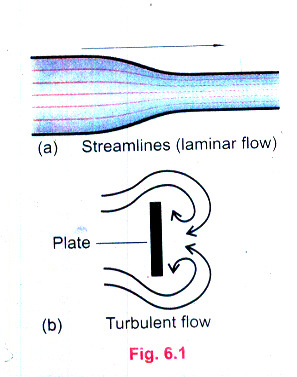 (a) Streamlines (laminar flow)
Plate
(b) Turbulent flow
Fig. 6.1